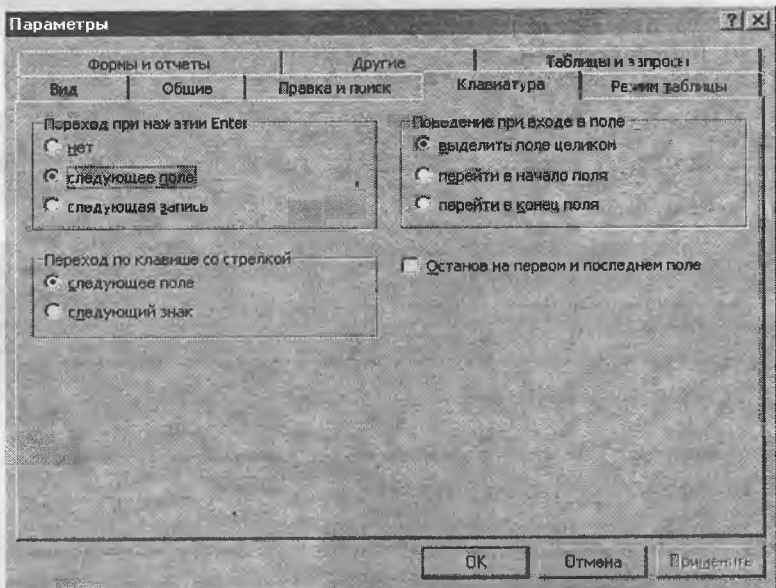 Параметры
Формы и отчеты Другие Таблицы и запросы
Вид Общие Правка и поиск Клавиатура Режим таблицы
Переход при нажатии Enter
нет
следующее поле
следующая запись
Поведение при входе в поле
выделить поле целиком
перейти в начало поля
перейти в конец поля
Переход по клавише со стрелкой
следующее поле
следующий знак
Останов на первом и последнем поле
OK Отмена Применить